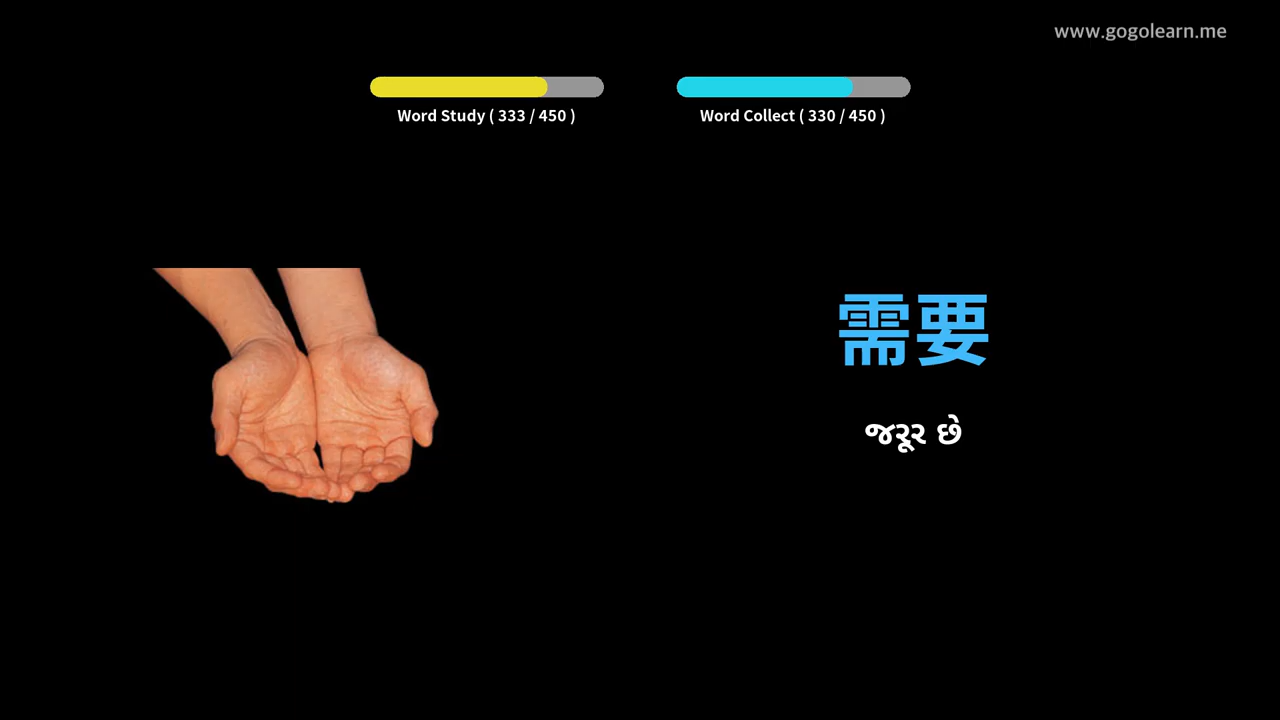 www.gogolearn.me
Word Study ( 333 / 450 )
Word Collect ( 330 / 450 )
需要
જરૂર છે